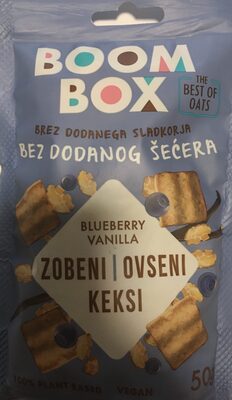 BOOM
BOX
THE
BEST OF
OATS
BREZ DODANEGA SLADKORJA
BEZ DODANOG ŠEĆERA
BLUEBERRY
VANILLA
ZOBENI | OVSENI
KEKSI
100% PLANT BASED VEGAN
50g